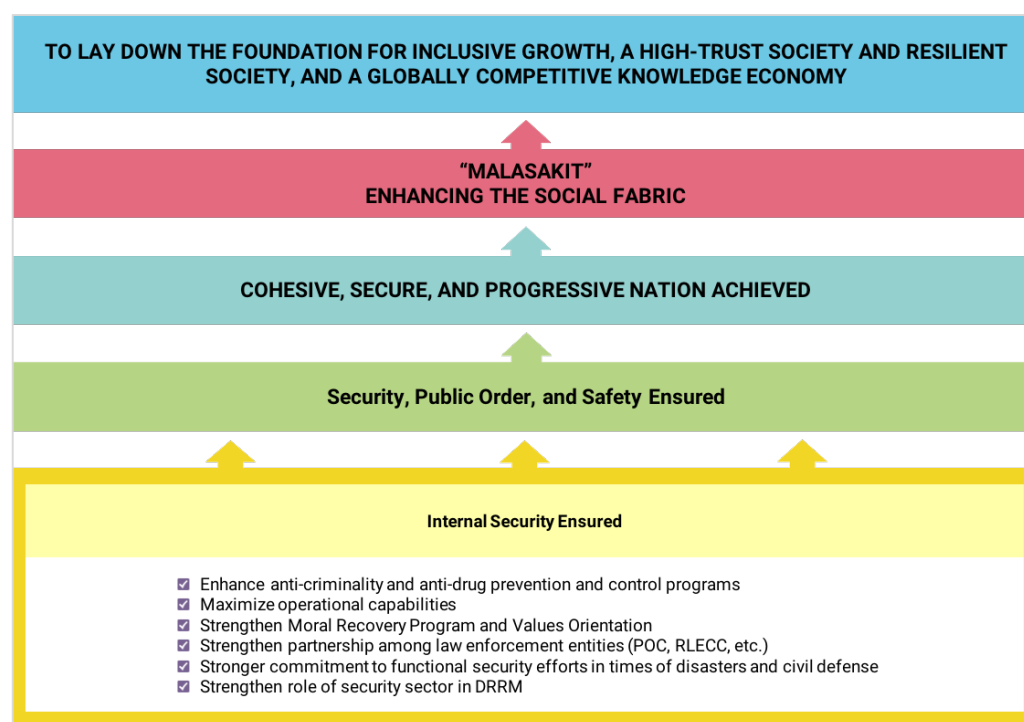 TO LAY DOWN THE FOUNDATION FOR INCLUSIVE GROWTH, A HIGH-TRUST SOCIETY AND RESILIENT
SOCIETY, AND A GLOBALLY COMPETITIVE KNOWLEDGE ECONOMY
“MALASAKIT”
ENHANCING THE SOCIAL FABRIC
COHESIVE, SECURE, AND PROGRESSIVE NATION ACHIEVED
Security, Public Order, and Safety Ensured
Internal Security Ensured
Enhance anti-criminality and anti-drug prevention and control programs
Maximize operational capabilities
Strengthen Moral Recovery Program and Values Orientation
Strengthen partnership among law enforcement entities (POC, RLECC, etc.)
Stronger commitment to functional security efforts in times of disasters and civil defense
Strengthen role of security sector in DRRM